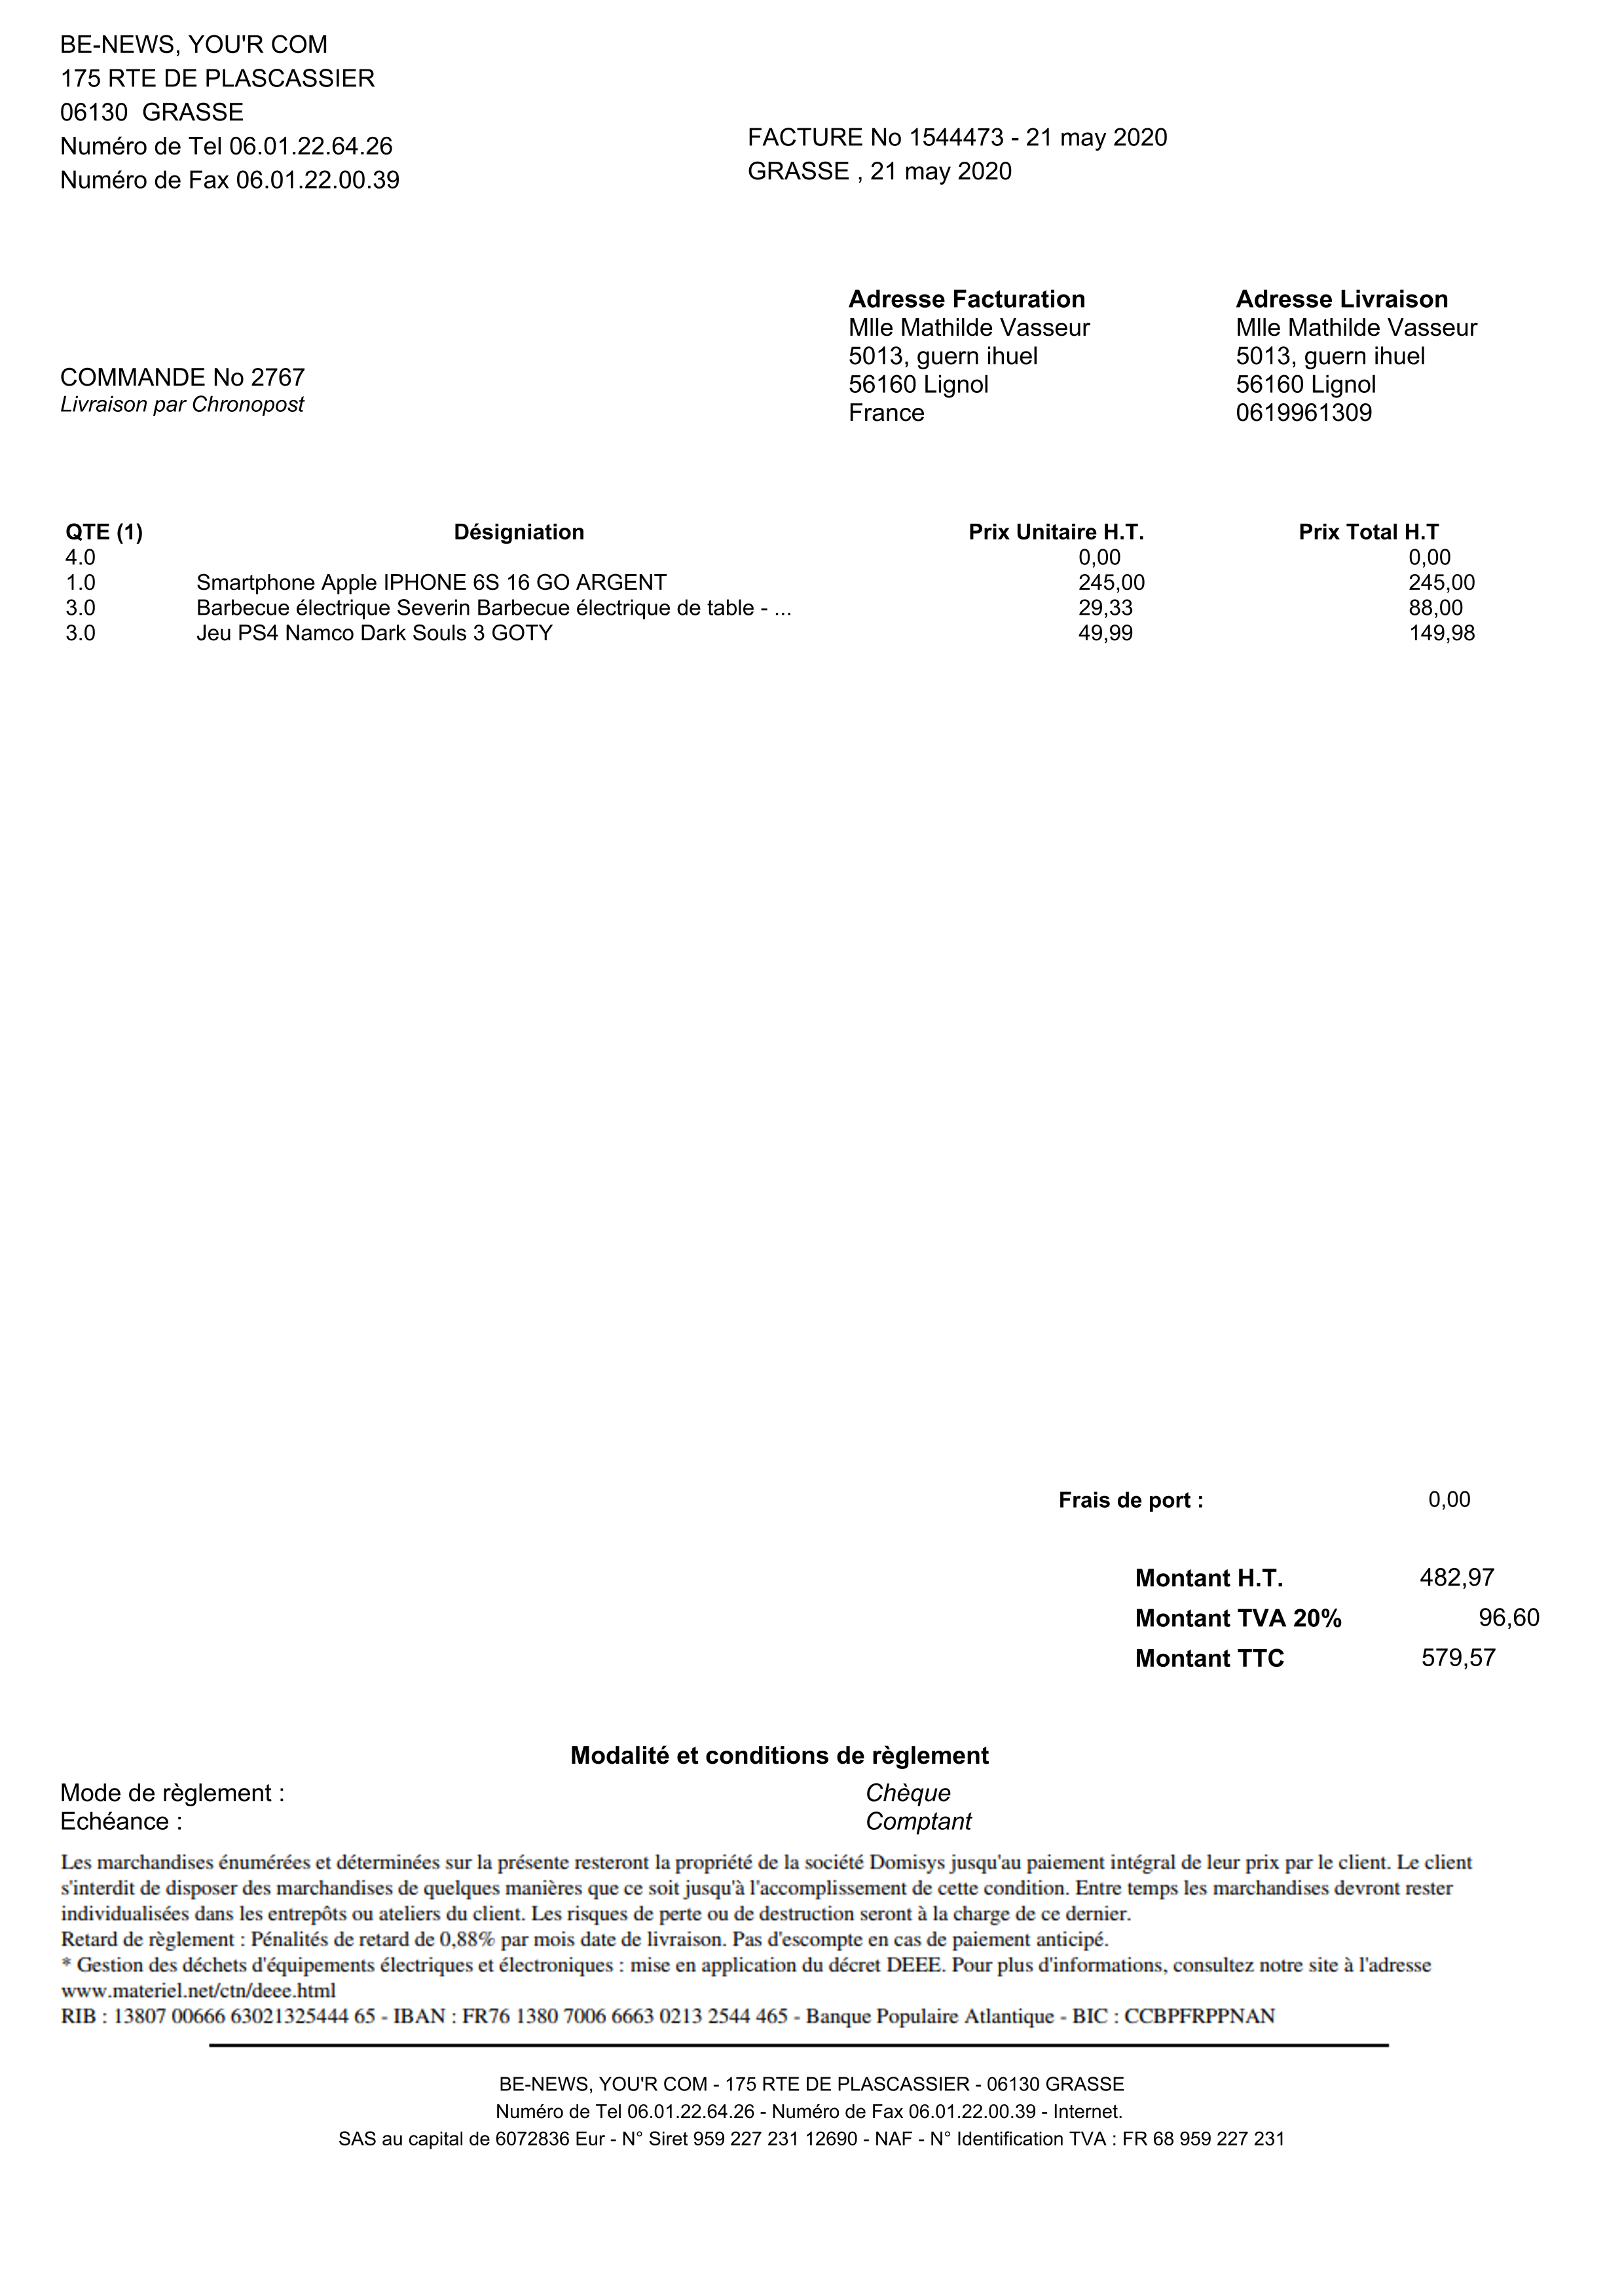 BE-NEWS, YOU'R COM
175 RTE DE PLASCASSIER
06130  GRASSE
Numéro de Tel 06.01.22.64.26
Numéro de Fax 06.01.22.00.39
FACTURE No 1544473 - 21 may 2020
GRASSE , 21 may 2020
Adresse Facturation
Mlle Mathilde Vasseur
5013, guern ihuel
56160 Lignol
France
Adresse Livraison
Mlle Mathilde Vasseur
5013, guern ihuel
56160 Lignol
0619961309
COMMANDE No 2767
Livraison par Chronopost
QTE (1) Désigniation Prix Unitaire H.T. Prix Total H.T
4.0 0,00 0,00
1.0 Smartphone Apple IPHONE 6S 16 GO ARGENT 245,00 245,00
3.0 Barbecue électrique Severin Barbecue électrique de table - ... 29,33 88,00
3.0 Jeu PS4 Namco Dark Souls 3 GOTY 49,99 149,98
Frais de port : 0,00
Montant H.T. 482,97
Montant TVA 20% 96,60
Montant TTC 579,57
Modalité et conditions de règlement
Mode de règlement : Chèque
Echéance : Comptant
Les marchandises énumérées et déterminées sur la présente resteront la propriété de la société Domisys jusqu'au paiement intégral de leur prix par le client. Le client
s'interdit de disposer des marchandises de quelques manières que ce soit jusqu'à l'accomplissement de cette condition. Entre temps les marchandises devront rester
individualisées dans les entrepôts ou ateliers du client. Les risques de perte ou de destruction seront à la charge de ce dernier.
Retard de règlement : Pénalités de retard de 0,88% par mois date de livraison. Pas d'escompte en cas de paiement anticipé.
* Gestion des déchets d'équipements électriques et électroniques : mise en application du décret DEEE. Pour plus d'informations, consultez notre site à l'adresse
www.materiel.net/ctn/deee.html
RIB : 13807 00666 63021325444 65 - IBAN : FR76 1380 7006 6663 0213 2544 465 - Banque Populaire Atlantique - BIC : CCBPFRPPNAN
BE-NEWS, YOU'R COM - 175 RTE DE PLASCASSIER - 06130 GRASSE
Numéro de Tel 06.01.22.64.26 - Numéro de Fax 06.01.22.00.39 - Internet.
SAS au capital de 6072836 Eur - N° Siret 959 227 231 12690 - NAF - N° Identification TVA : FR 68 959 227 231